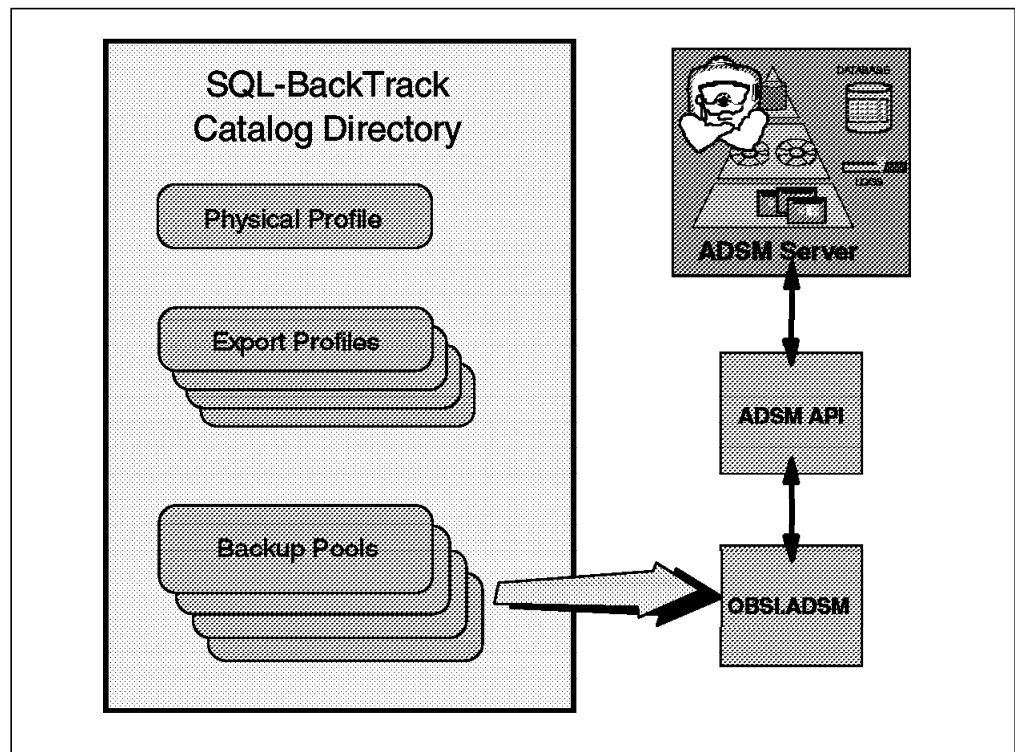 SQL-BackTrack
Catalog Directory
Physical Profile
Export Profiles
Backup Pools
DATABASE
LOGS
ADSM Server
ADSM API
OBSI.ADSM